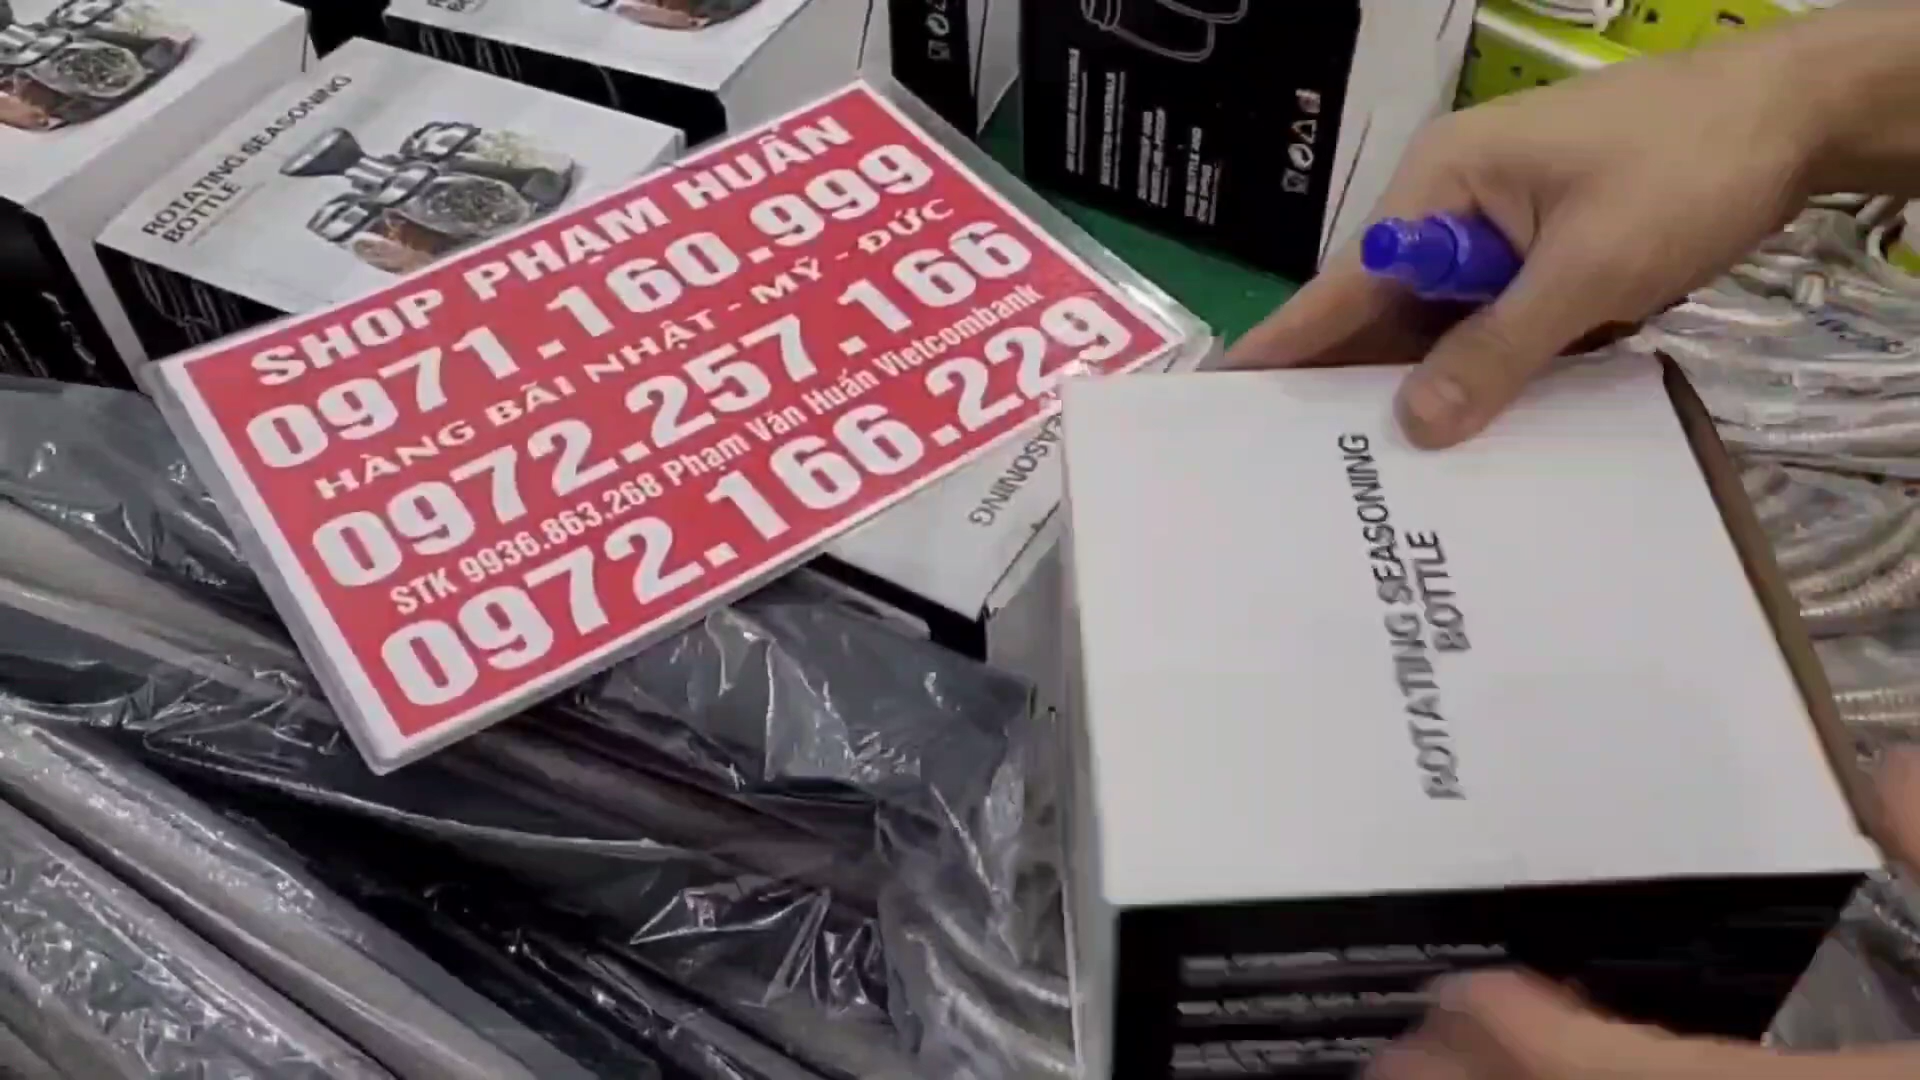 ROTATING SEASONING
BOTTLE
SHOP PHẠM HUẤN
0971.160.999
HÀNG BÃI NHẬT - MỸ - ĐỨC
0972.257.166
STK 9936.863.268 Phạm Văn Huấn Vietcombank
0972.166.229
SEASONING
ROTATING SEASONING
BOTTLE